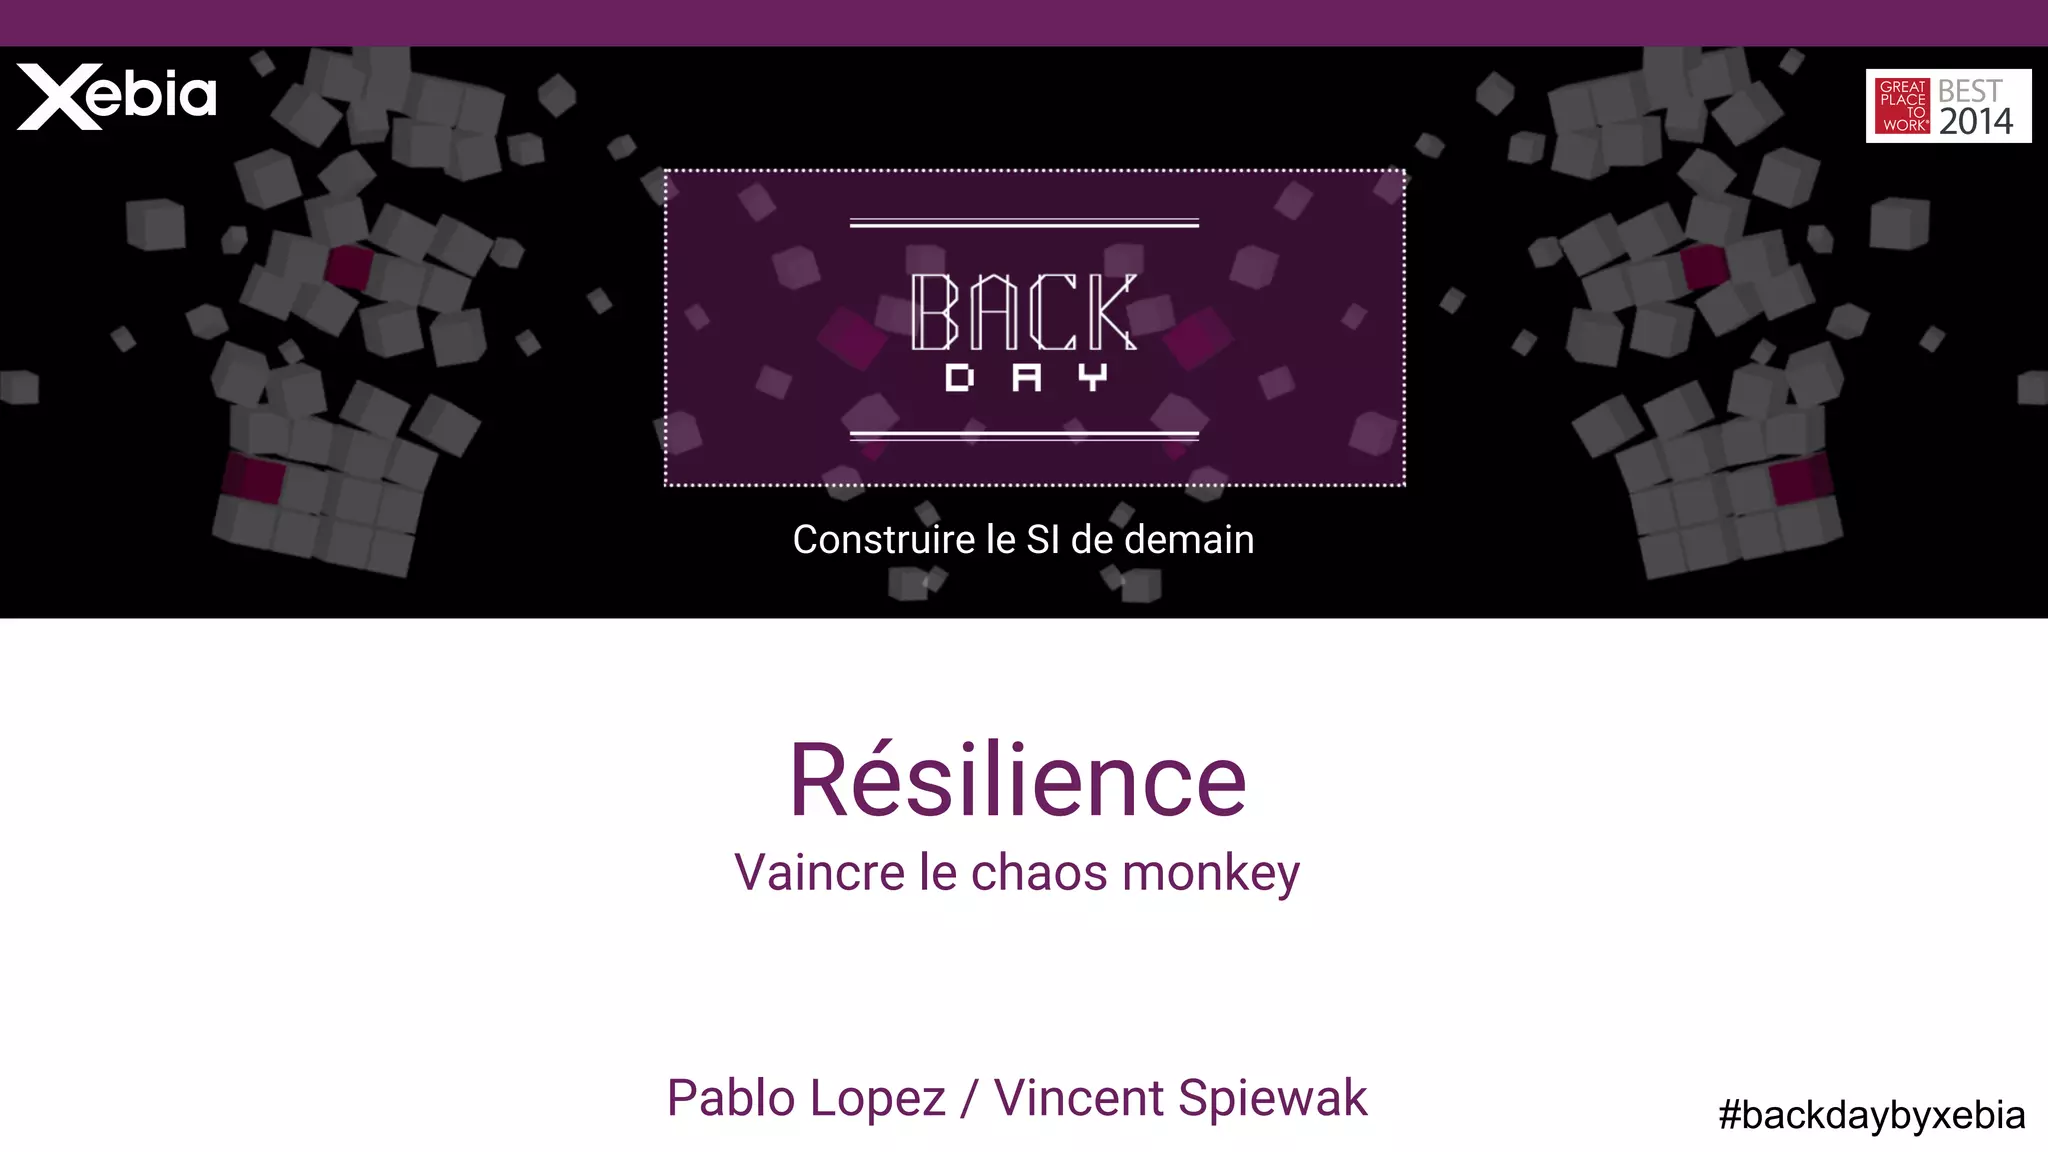 Xebia
GREAT
PLACE
TO
WORK®
BEST
2014
BACK
DAY
Construire le SI de demain
Résilience
Vaincre le chaos monkey
Pablo Lopez / Vincent Spiewak
#backdaybyxebia